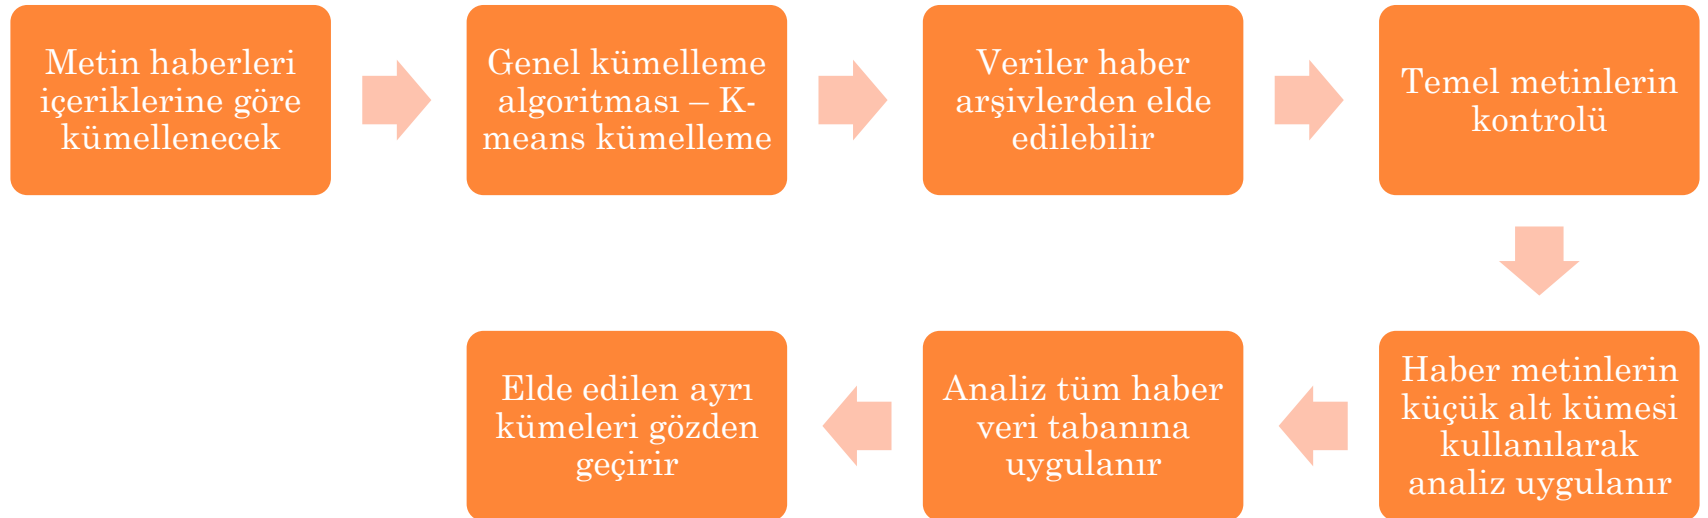 Metin haberleri
içeriklerine göre
kümellenecek
Genel kümelleme
algoritması – K-
means kümelleme
Veriler haber
arşivlerden elde
edilebilir
Temel metinlerin
kontrolü
Haber metinlerin
küçük alt kümesi
kullanılarak
analiz uygulanır
Analiz tüm haber
veri tabanına
uygulanır
Elde edilen ayrı
kümeleri gözden
geçirir